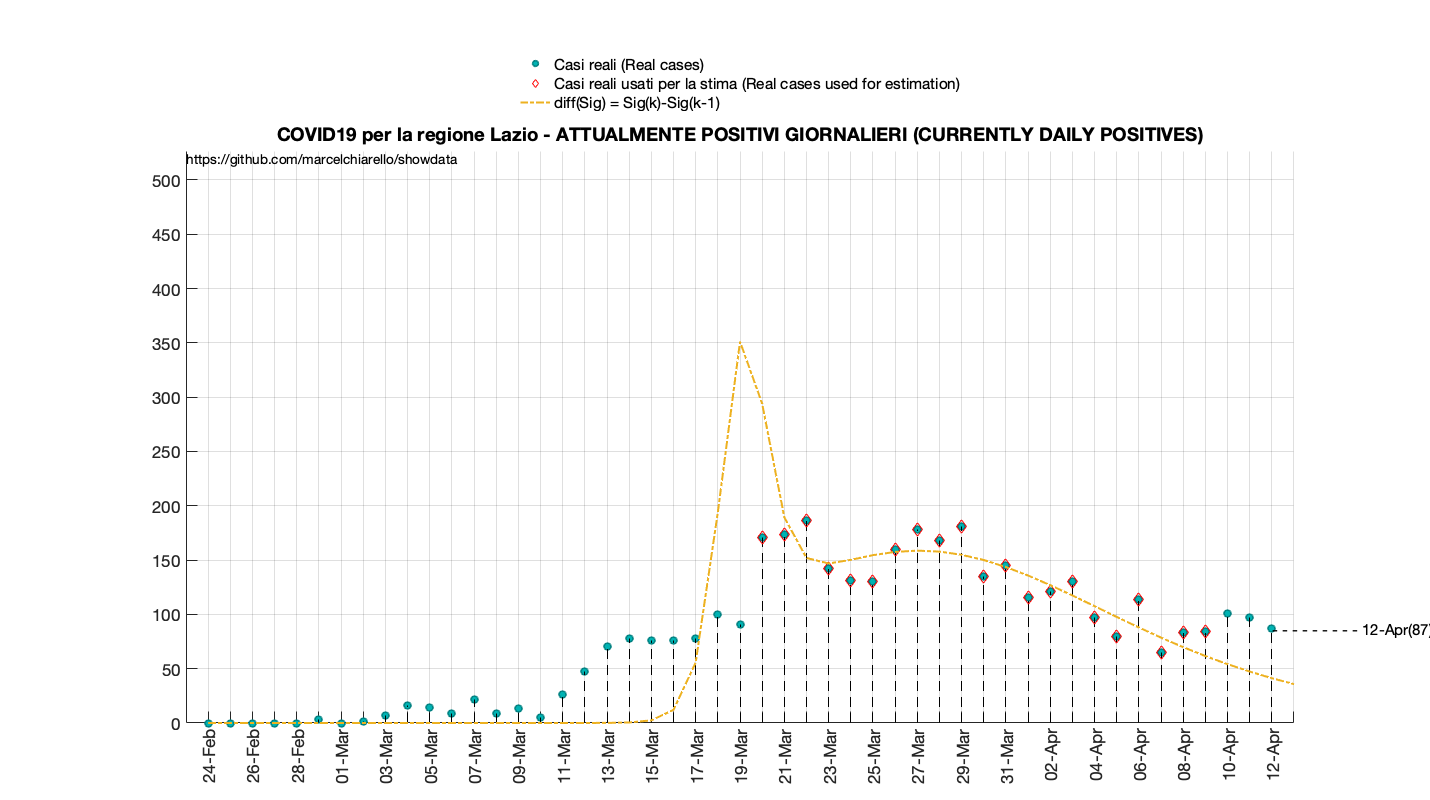 Casi reali (Real cases)
Casi reali usati per la stima (Real cases used for estimation)
diff(Sig) = Sig(k)-Sig(k-1)
COVID19 per la regione Lazio - ATTUALMENTE POSITIVI GIORNALIERI (CURRENTLY DAILY POSITIVES)
https://github.com/marcelchiarello/showdata
500
450
400
350
300
250
200
150
100
50
0
12-Apr(87)
24-Feb
26-Feb
28-Feb
01-Mar
03-Mar
05-Mar
07-Mar
09-Mar
11-Mar
13-Mar
15-Mar
17-Mar
19-Mar
21-Mar
23-Mar
25-Mar
27-Mar
29-Mar
31-Mar
02-Apr
04-Apr
06-Apr
08-Apr
10-Apr
12-Apr